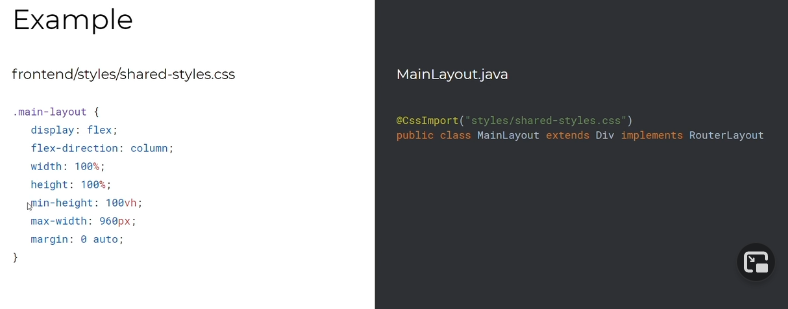 Example
frontend/styles/shared-styles.css
.main-layout {
display: flex;
flex-direction: column;
width: 100%;
height: 100%;
min-height: 100vh;
max-width: 960px;
margin: 0 auto;
}
MainLayout.java
@CssImport("styles/shared-styles.css")
public class MainLayout extends Div implements RouterLayout